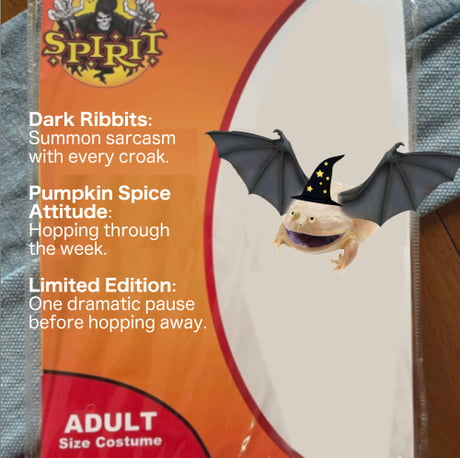 SPIRIT
Dark Ribbits:
Summon sarcasm
with every croak.
Pumpkin Spice
Attitude:
Hopping through
the week.
Limited Edition:
One dramatic pause
before hopping away.
ADULT
Size Costume